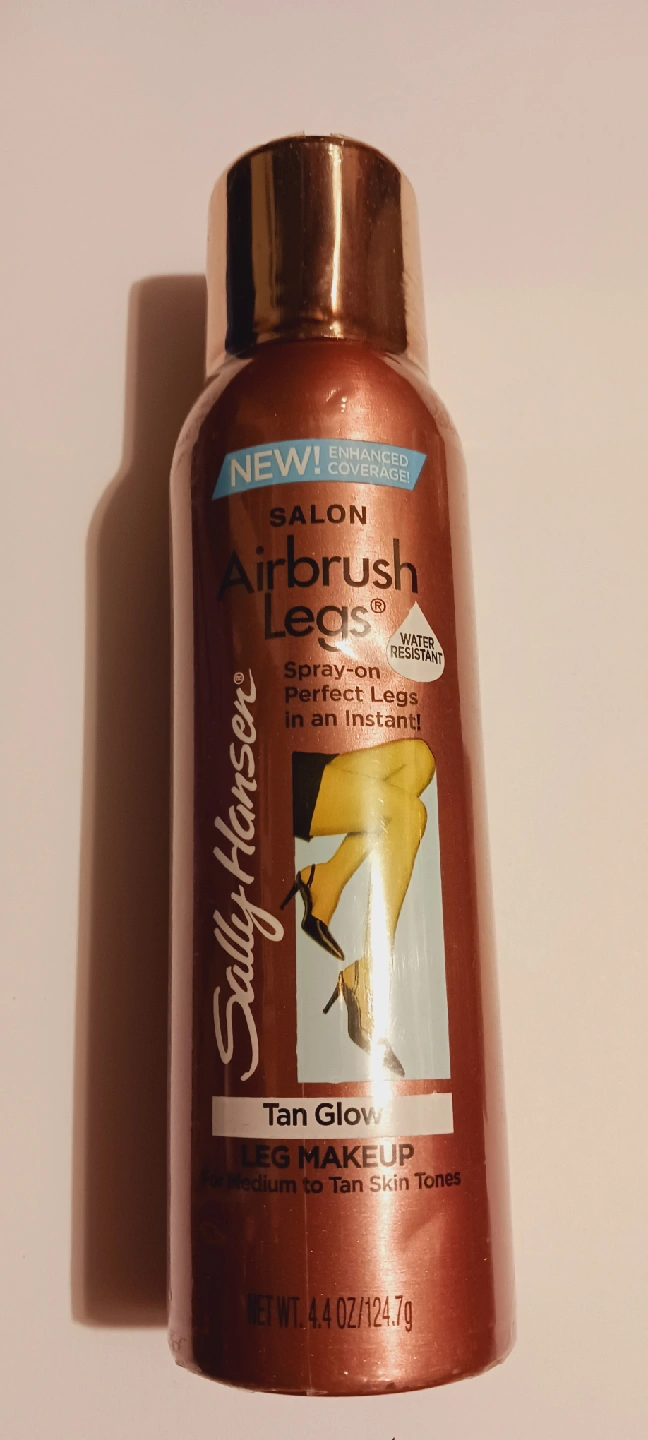 NEW! ENHANCED
COVERAGE!
SALON
Airbrush
Legs®
WATER
RESISTANT
Spray-on
Perfect Legs
in an Instant!
Sally Hansen®
Tan Glow
LEG MAKEUP
For Medium to Tan Skin Tones
NET WT. 4.4 OZ/124.7g